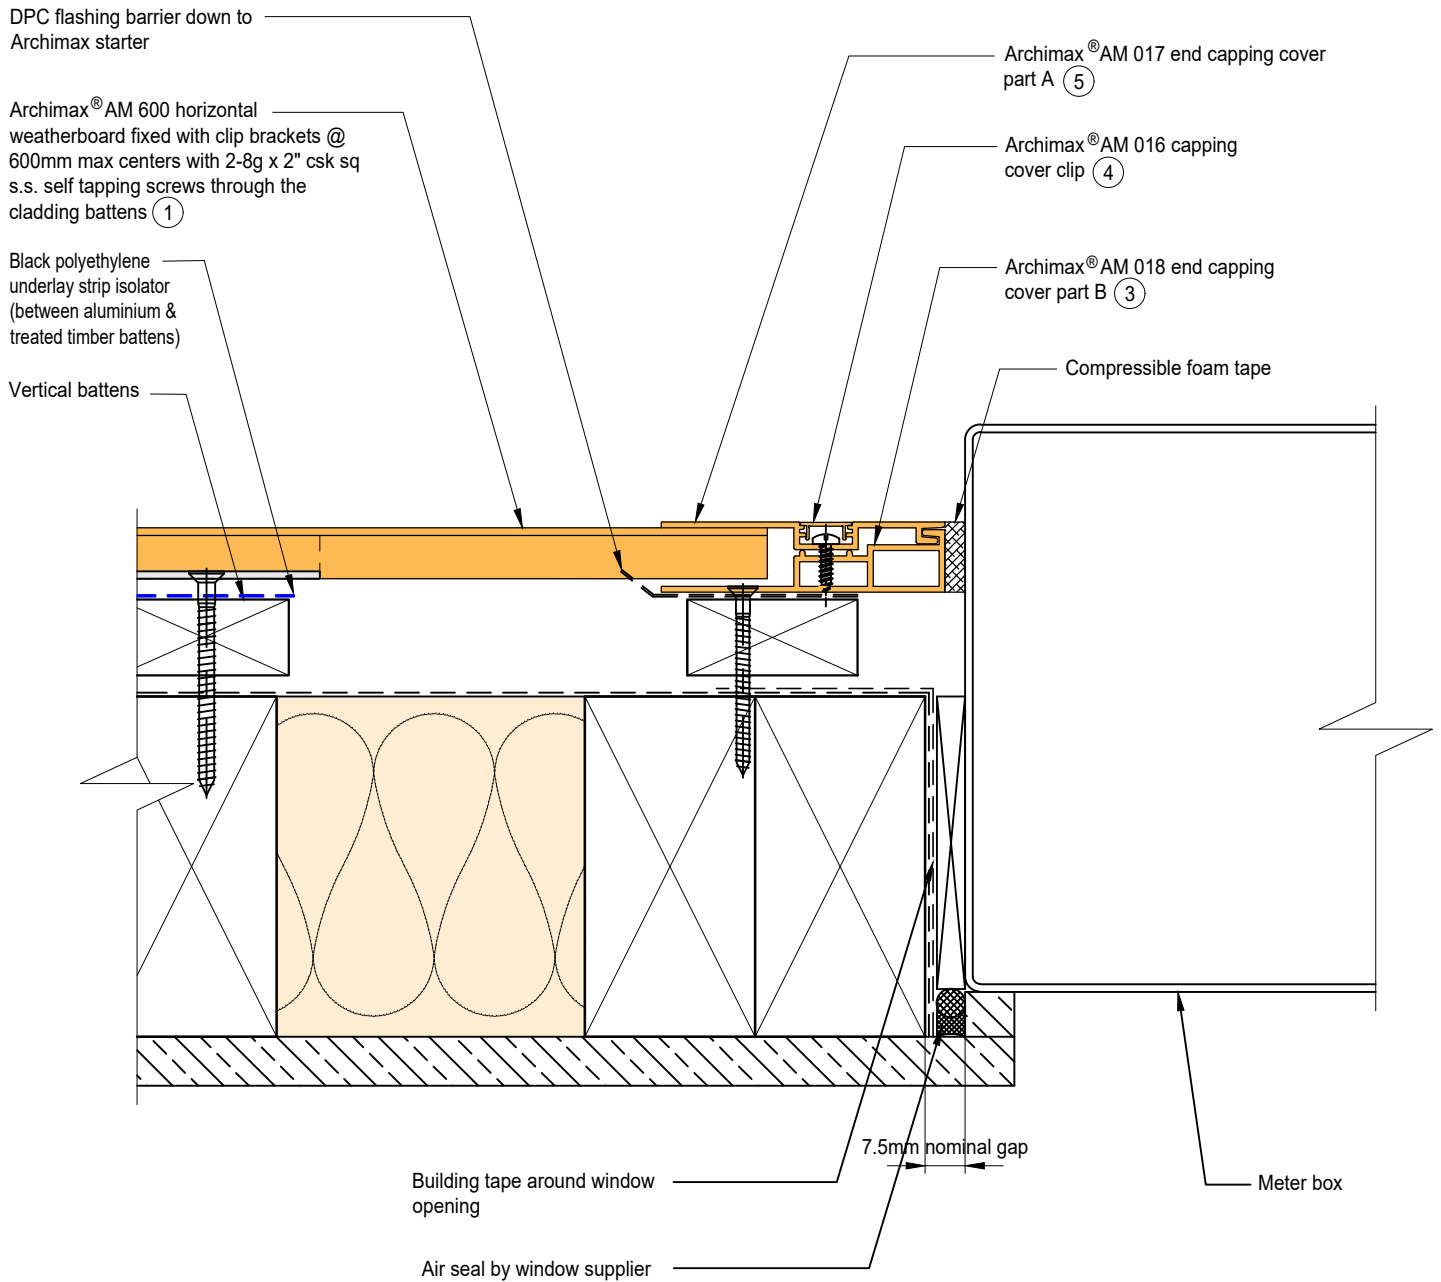 DPC flashing barrier down to
Archimax starter
Archimax® AM 600 horizontal
weatherboard fixed with clip brackets @
600mm max centers with 2-8g x 2" csk sq
s.s. self tapping screws through the
cladding battens 1
Black polyethylene
underlay strip isolator
(between aluminium &
treated timber battens)
Vertical battens
Archimax® AM 017 end capping cover
part A 5
Archimax® AM 016 capping
cover clip 4
Archimax® AM 018 end capping
cover part B 3
Compressible foam tape
7.5mm nominal gap
Building tape around window
opening
Meter box
Air seal by window supplier